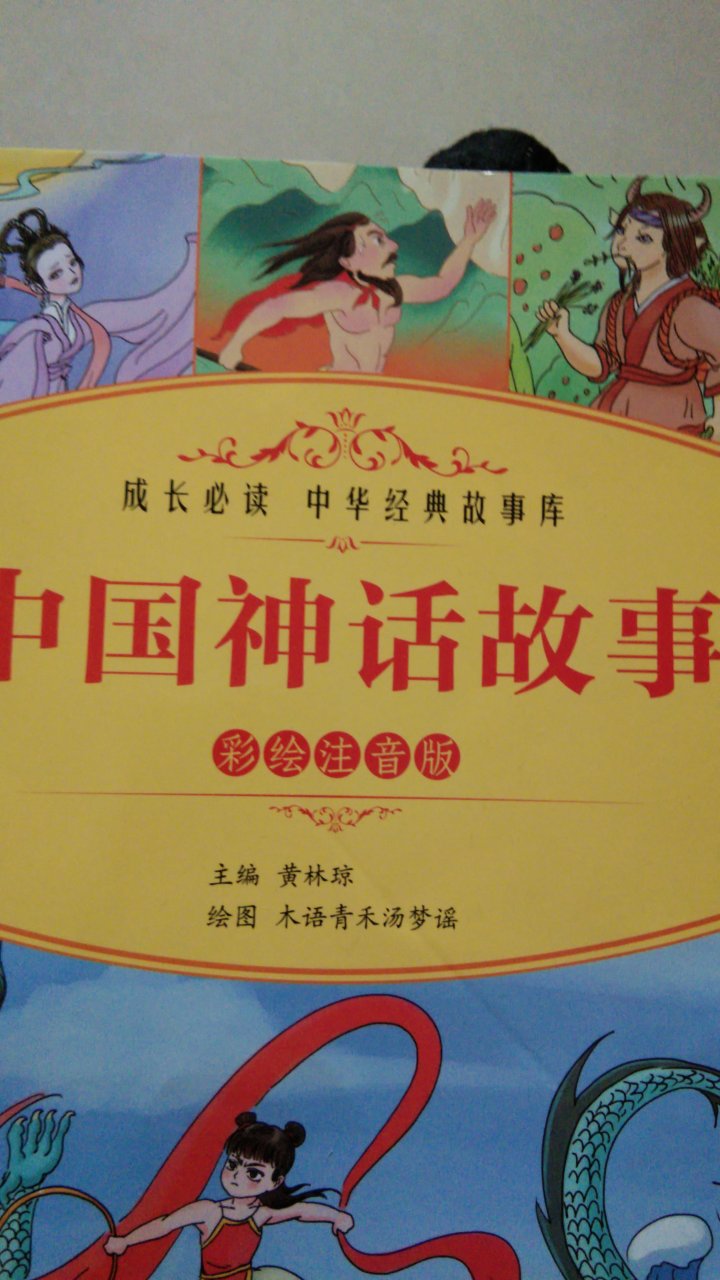 成长必读 中华经典故事库
中国神话故事
彩绘注音版
主编 黄林琼
绘图 木语青禾汤梦谣